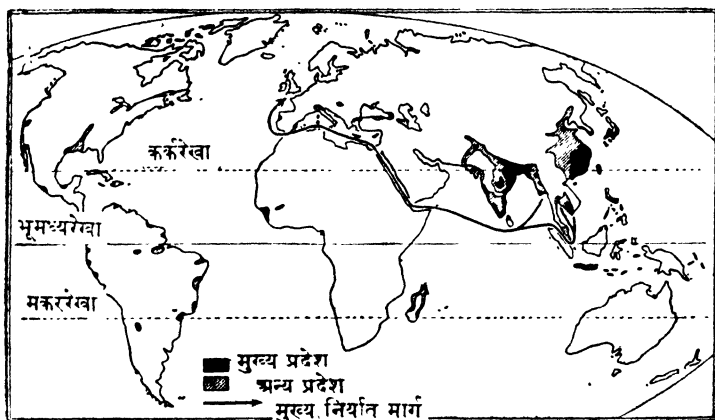 कर्करेखा
भूमध्यरेखा
मकररेखा
मुख्य प्रदेश
अन्य प्रदेश
मुख्य निर्यात मार्ग